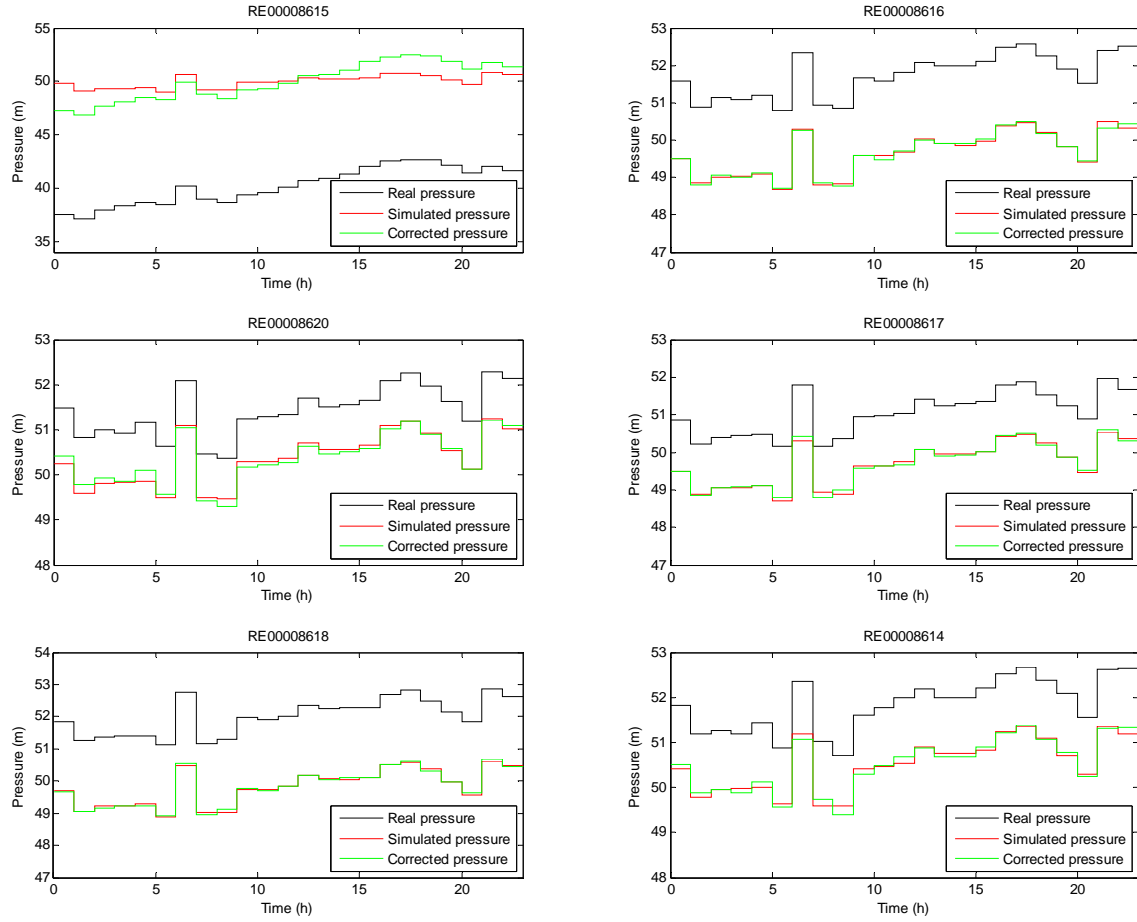 RE00008615
55
50
45
40
35
Pressure (m)
0 5 10 15 20
Time (h)
Real pressure
Simulated pressure
Corrected pressure
RE00008616
53
52
51
50
49
48
47
Pressure (m)
0 5 10 15 20
Time (h)
Real pressure
Simulated pressure
Corrected pressure
RE00008620
53
52
51
50
49
48
Pressure (m)
0 5 10 15 20
Time (h)
Real pressure
Simulated pressure
Corrected pressure
RE00008617
53
52
51
50
49
48
47
Pressure (m)
0 5 10 15 20
Time (h)
Real pressure
Simulated pressure
Corrected pressure
RE00008618
54
53
52
51
50
49
48
47
Pressure (m)
0 5 10 15 20
Time (h)
Real pressure
Simulated pressure
Corrected pressure
RE00008614
53
52
51
50
49
48
Pressure (m)
0 5 10 15 20
Time (h)
Real pressure
Simulated pressure
Corrected pressure